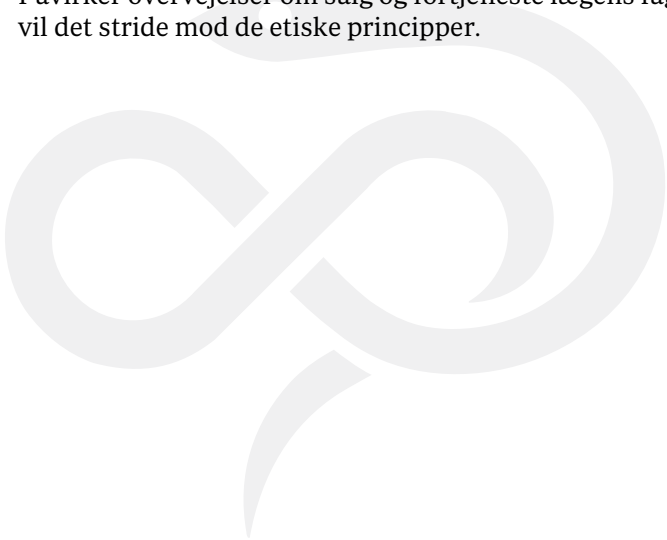 Påvirker overvejelser om salg og fortjeneste lægens
vil det stride mod de etiske principper.